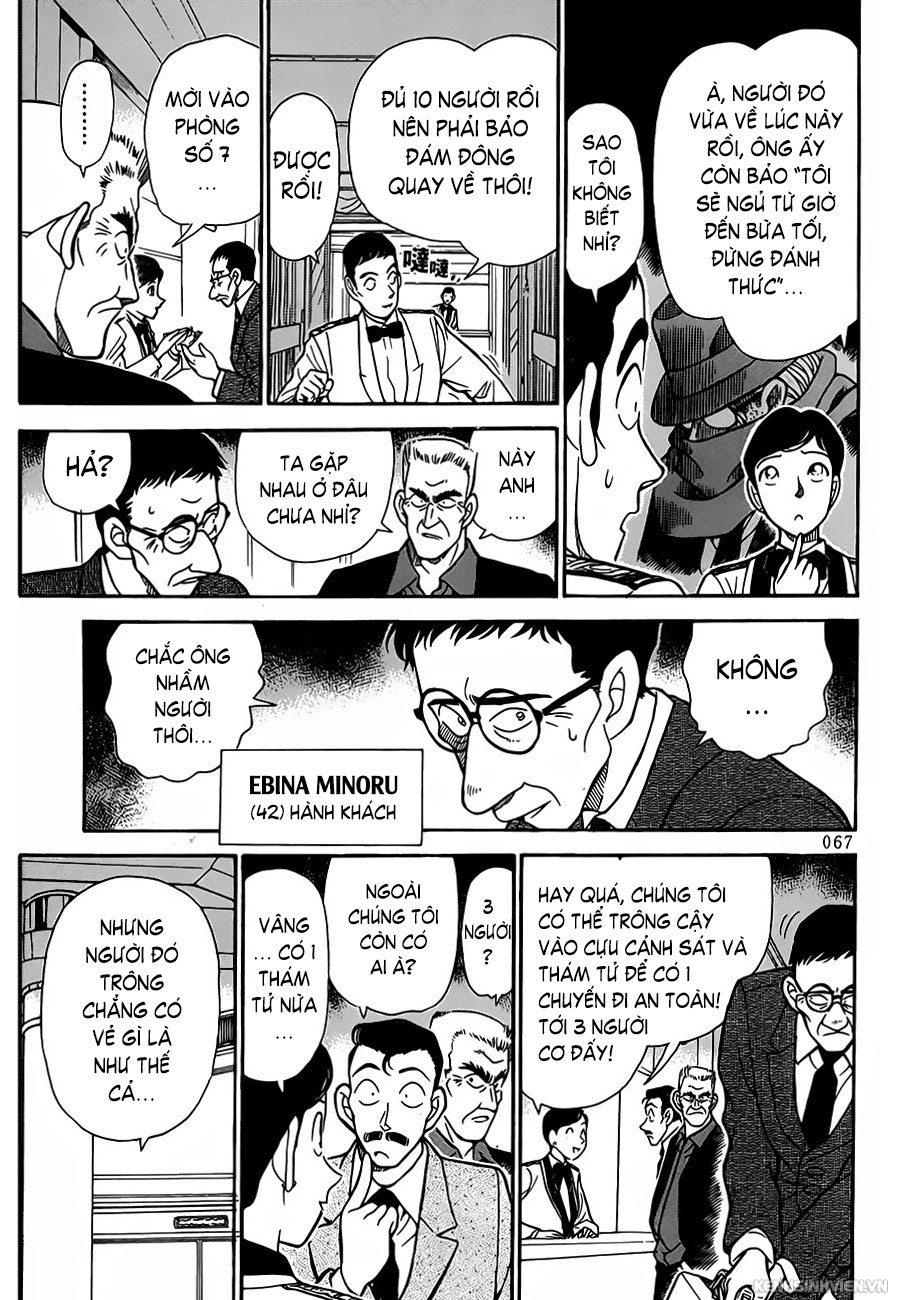 À, NGƯỜI ĐÓ
VỪA VỀ LÚC NÀY
RỒI, ÔNG ẤY
CÒN BẢO “TÔI
SẼ NGỦ TỪ GIỜ
ĐẾN BỮA TỐI,
ĐỪNG ĐÁNH
THỨC”...
SAO
TÔI
KHÔNG
BIẾT
NHỈ?
ĐỦ 10 NGƯỜI RỒI
NÊN PHẢI BẢO
ĐÁM ĐÔNG
QUAY VỀ THÔI!
ĐƯỢC
RỒI!
噠噠..
MỜI VÀO
PHÒNG
SỐ 7
...
......
NÀY
ANH
...
TA GẶP
NHAU Ở ĐÂU
CHƯA NHỈ?
HẢ?
KHÔNG
...
CHẮC ÔNG
NHẦM
NGƯỜI
THÔI...
EBINA MINORU
(42) HÀNH KHÁCH
067
HAY QUÁ, CHÚNG TÔI
CÓ THỂ TRÔNG CẬY
VÀO CỰU CẢNH SÁT VÀ
THÁM TỬ ĐỂ CÓ 1
CHUYẾN ĐI AN TOÀN!
TỚI 3 NGƯỜI
CƠ ĐẤY!
3
NGƯỜI
?
NGOÀI
CHÚNG TÔI
CÒN CÓ
AI À?
VÂNG
... CÓ 1
THÁM
TỬ NỮA
...
NHƯNG
NGƯỜI ĐÓ
TRÔNG
CHẲNG CÓ
VẺ GÌ LÀ
NHƯ THẾ
CẢ...
KENHSINHVIEN.VN